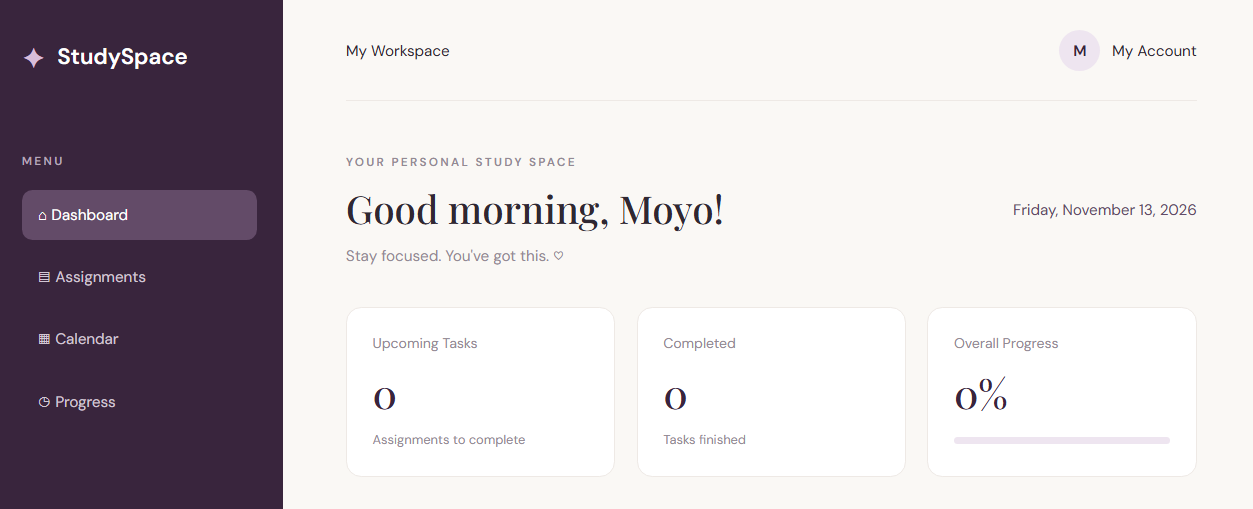 StudySpace
MENU
Dashboard
Assignments
Calendar
Progress
My Workspace
M
My Account
YOUR PERSONAL STUDY SPACE
Good morning, Moyo!
Friday, November 13, 2026
Stay focused. You've got this. ♡
Upcoming Tasks
0
Assignments to complete
Completed
0
Tasks finished
Overall Progress
0%